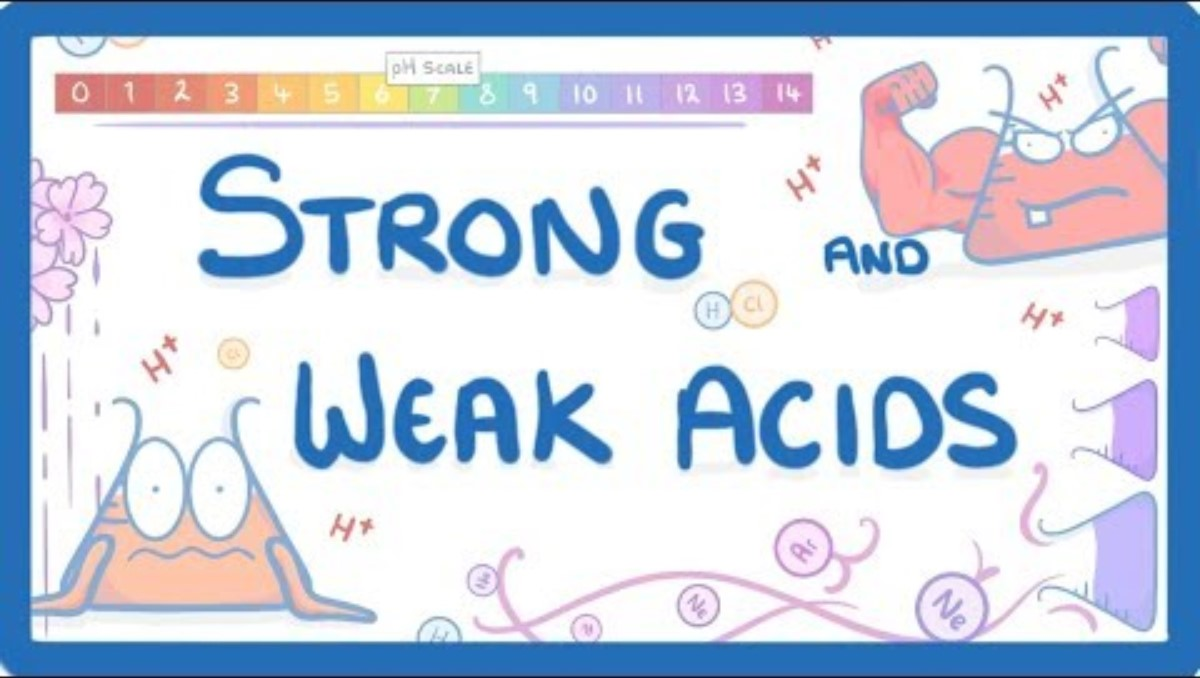 pH SCALE
0 1 2 3 4 5 6 7 8 9 10 11 12 13 14
H+
H+
STRONG
AND
H Cl
H+
H+
Cl
WEAK ACIDS
H+
Ar
Ne
Ne